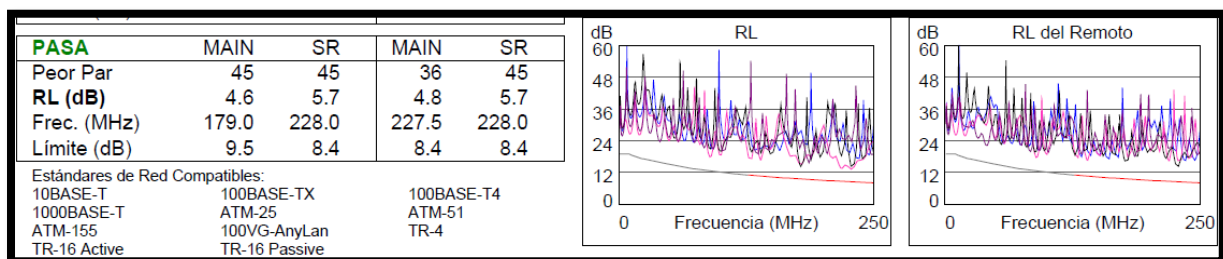 PASA MAIN SR MAIN SR
Peor Par 45 45 36 45
RL (dB) 4.6 5.7 4.8 5.7
Frec. (MHz) 179.0 228.0 227.5 228.0
Límite (dB) 9.5 8.4 8.4 8.4
Estándares de Red Compatibles:
10BASE-T 100BASE-TX 100BASE-T4
1000BASE-T ATM-25 ATM-51
ATM-155 100VG-AnyLan TR-4
TR-16 Active TR-16 Passive
dB RL
60
48
36
24
12
0
0 Frecuencia (MHz) 250
dB RL del Remoto
60
48
36
24
12
0
0 Frecuencia (MHz) 250